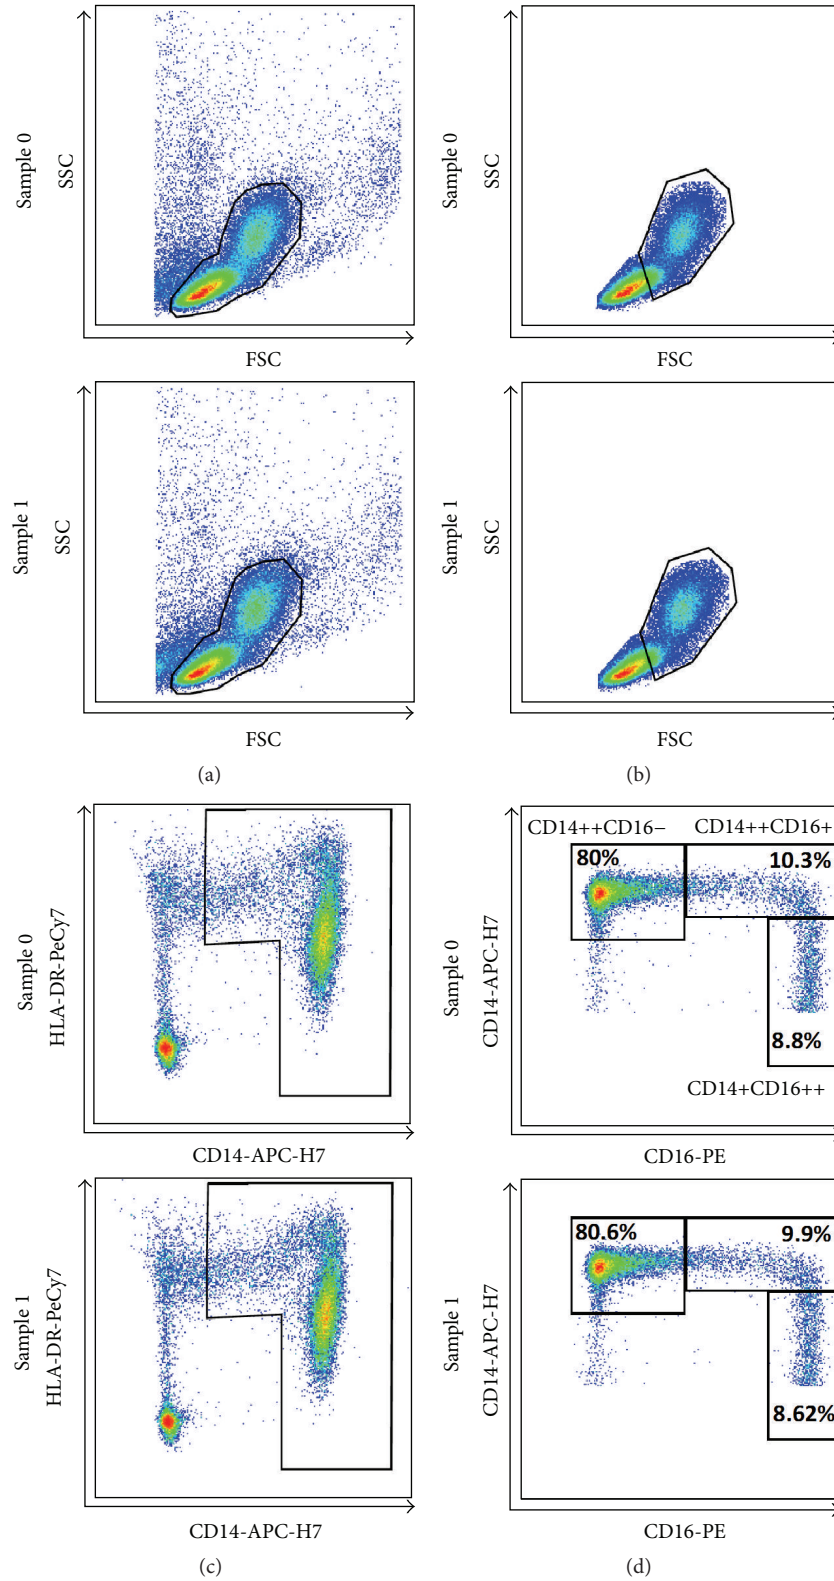 Sample 0
SSC
FSC
Sample 0
SSC
FSC
Sample 1
SSC
FSC
(a)
Sample 1
SSC
FSC
(b)
Sample 0
HLA-DR-PeCy7
CD14-APC-H7
Sample 0
CD14-APC-H7
CD14++CD16−
CD14++CD16+
80%
10.3%
8.8%
CD14+CD16++
CD16-PE
Sample 1
HLA-DR-PeCy7
CD14-APC-H7
(c)
Sample 1
CD14-APC-H7
80.6%
9.9%
8.62%
CD16-PE
(d)